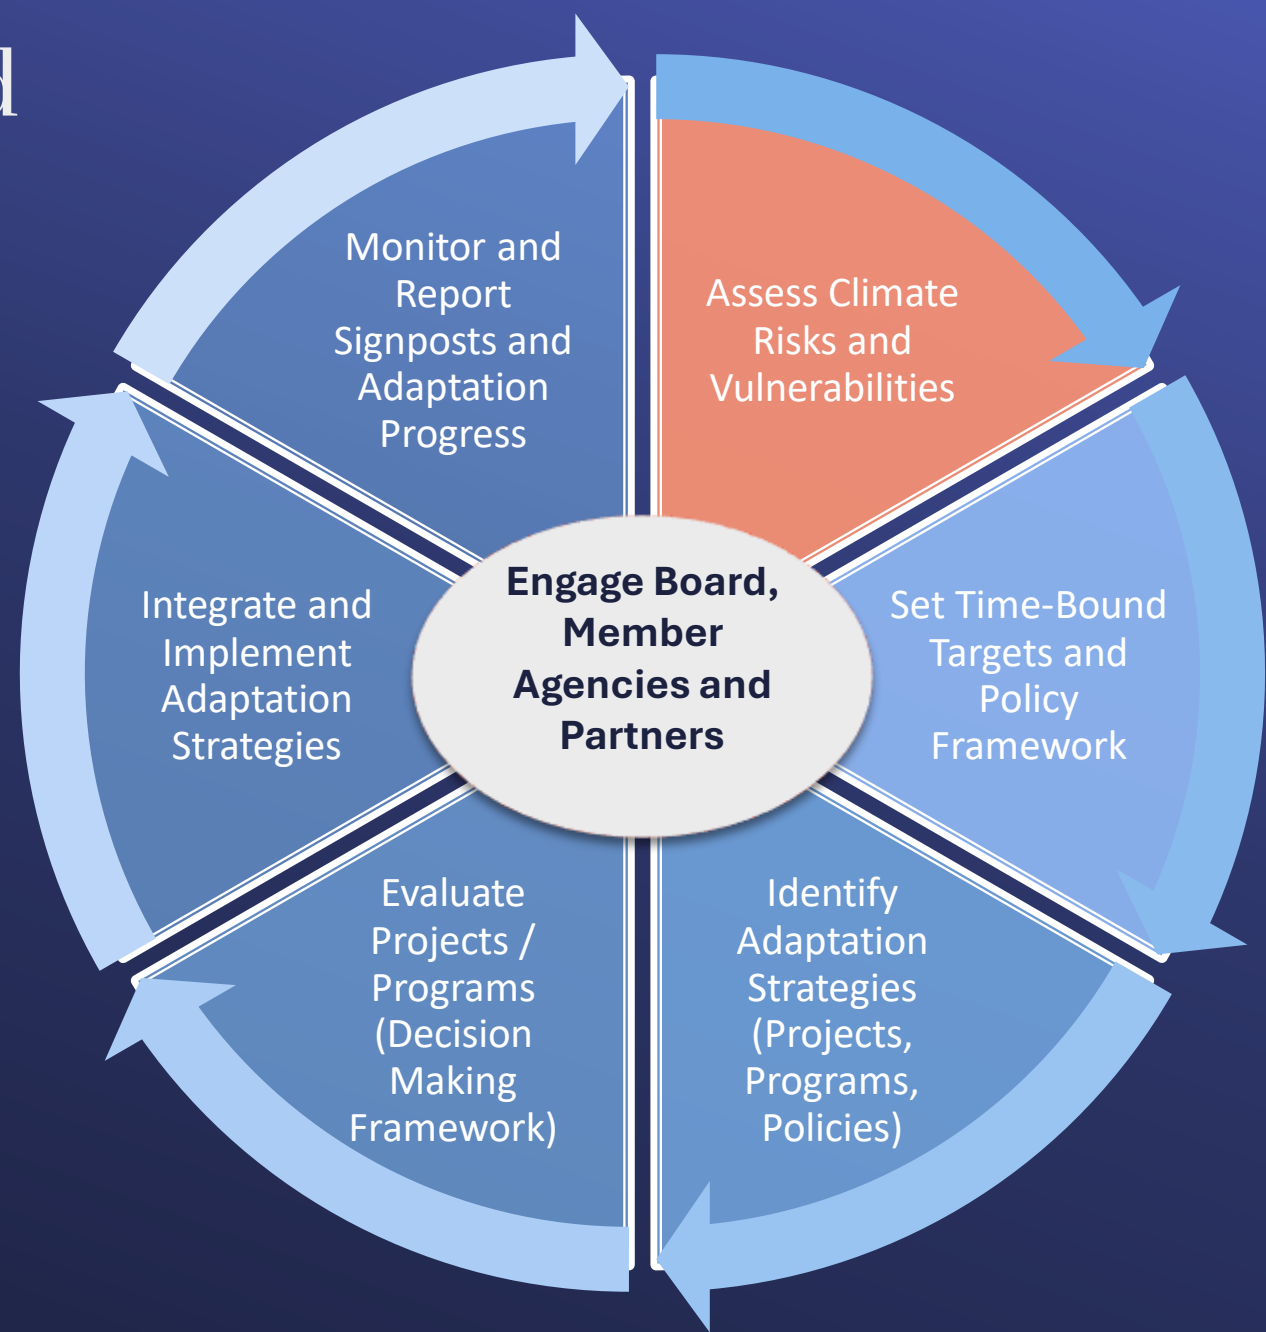 d
Assess Climate
Risks and
Vulnerabilities
Set Time-Bound
Targets and
Policy
Framework
Identify
Adaptation
Strategies
(Projects,
Programs,
Policies)
Evaluate
Projects /
Programs
(Decision
Making
Framework)
Integrate and
Implement
Adaptation
Strategies
Monitor and
Report
Signposts and
Adaptation
Progress
Engage Board,
Member
Agencies and
Partners